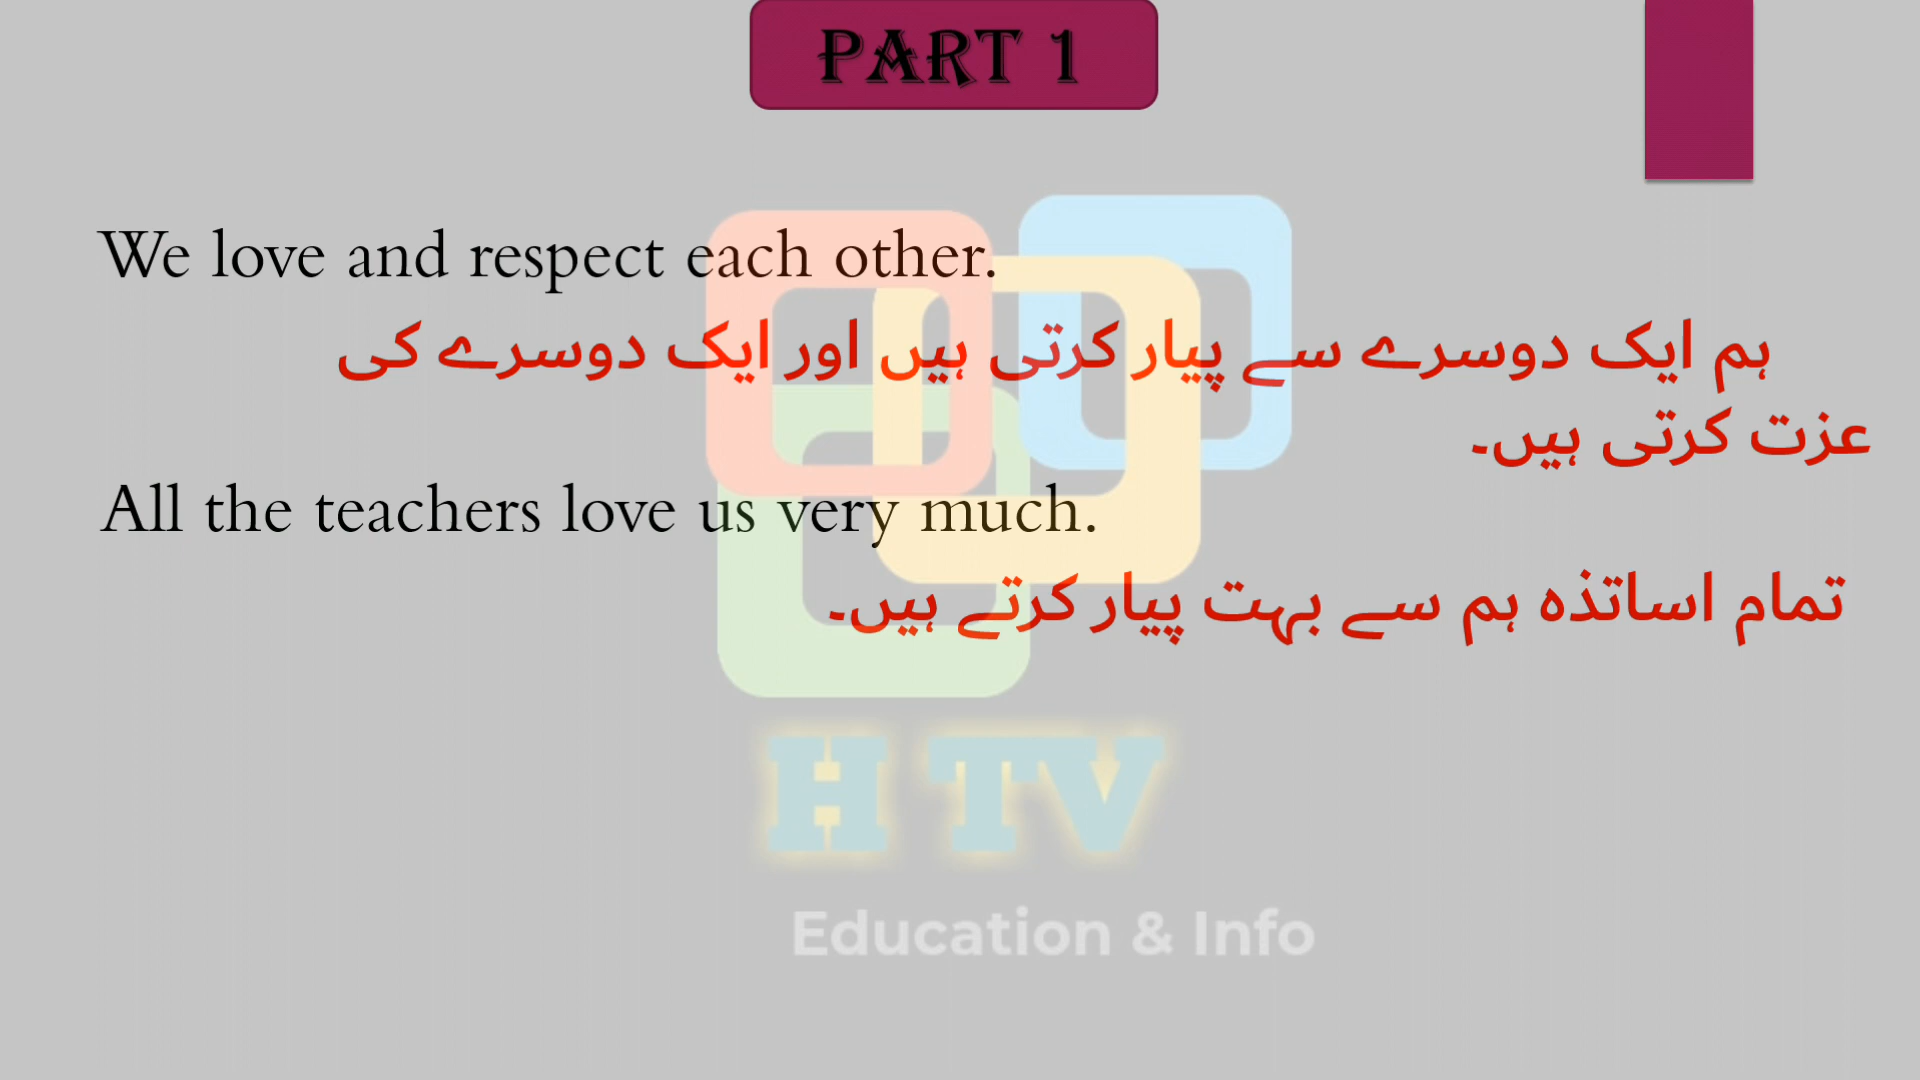 PART 1
We love and respect each other.
ہم ایک دوسرے سے پیار کرتی ہیں اور ایک دوسرے کی
عزت کرتی ہیں۔
All the teachers love us very much.
تمام اساتذہ ہم سے بہت پیار کرتے ہیں۔
H TV
Education & Info